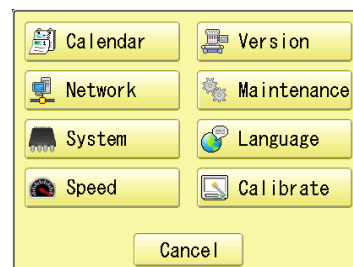 Calendar Version
Network Maintenance
System Language
Speed Calibrate
Cancel